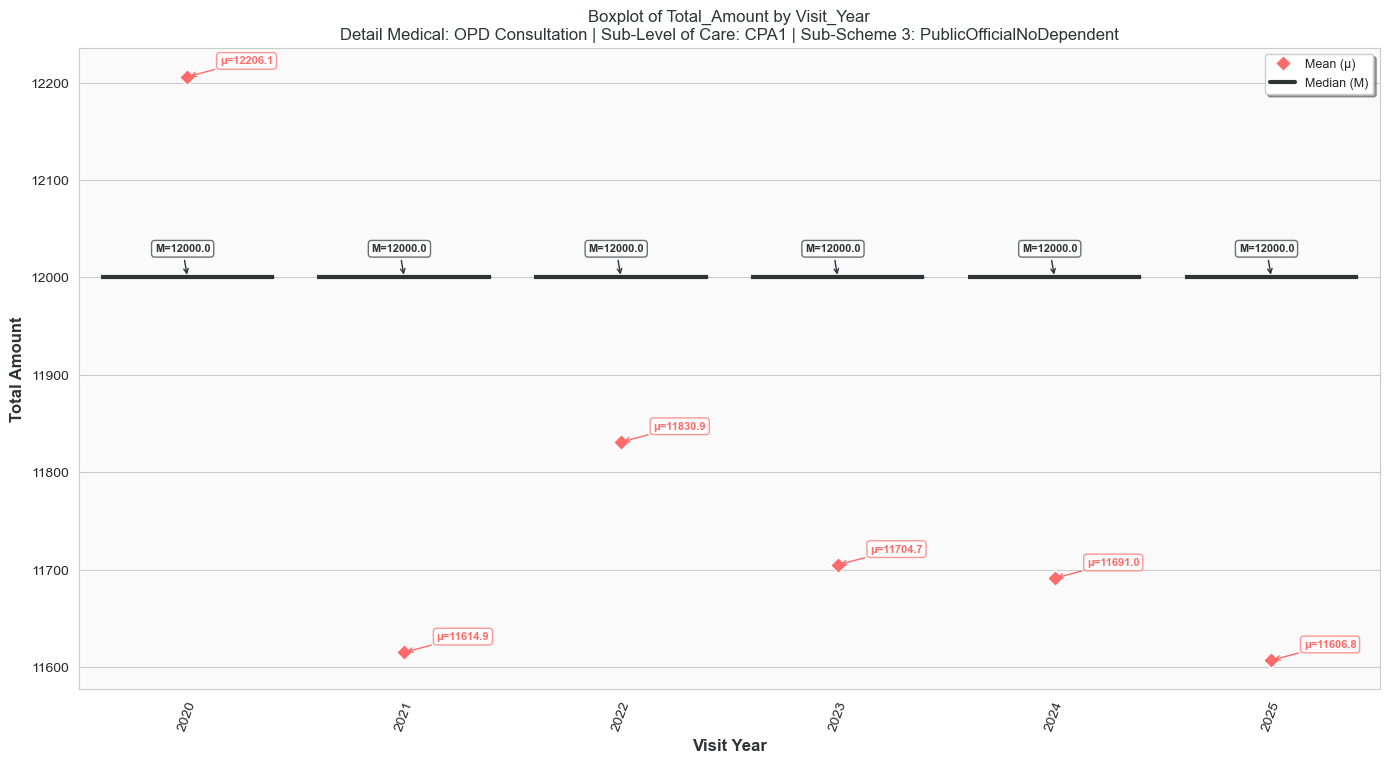 Boxplot of Total_Amount by Visit_Year
Detail Medical: OPD Consultation | Sub-Level of Care: CPA1 | Sub-Scheme 3: PublicOfficialNoDependent
Mean (μ)
Median (M)
Total Amount
12200
12100
12000
11900
11800
11700
11600
μ=12206.1
M=12000.0
M=12000.0
M=12000.0
M=12000.0
M=12000.0
M=12000.0
μ=11830.9
μ=11704.7
μ=11691.0
μ=11614.9
μ=11606.8
2020
2021
2022
2023
2024
2025
Visit Year